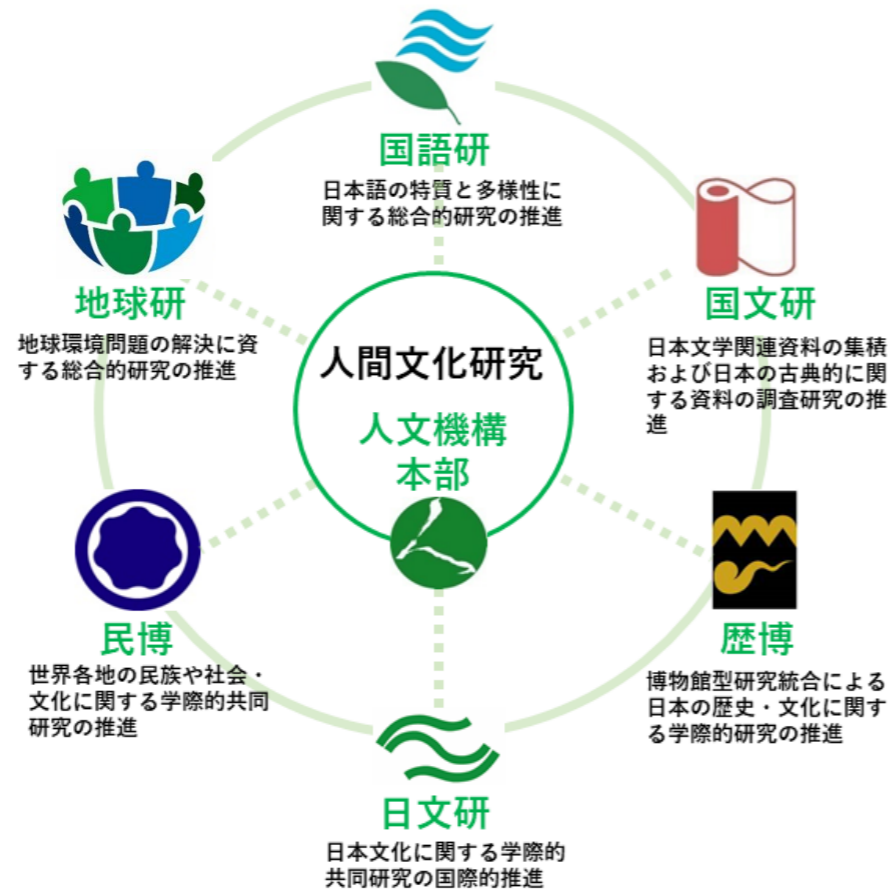 国語研
日本語の特質と多様性に
関する総合的研究の推進
地球研
地球環境問題の解決に資
する総合的研究の推進
国文研
日本文学関連資料の集積
および日本の古典的に関
する資料の調査研究の推
進
人間文化研究
人文機構
本部
民博
世界各地の民族や社会・
文化に関する学際的共同
研究の推進
歴博
博物館型研究統合による
日本の歴史・文化に関す
る学際的研究の推進
日文研
日本文化に関する学際的
共同研究の国際的推進